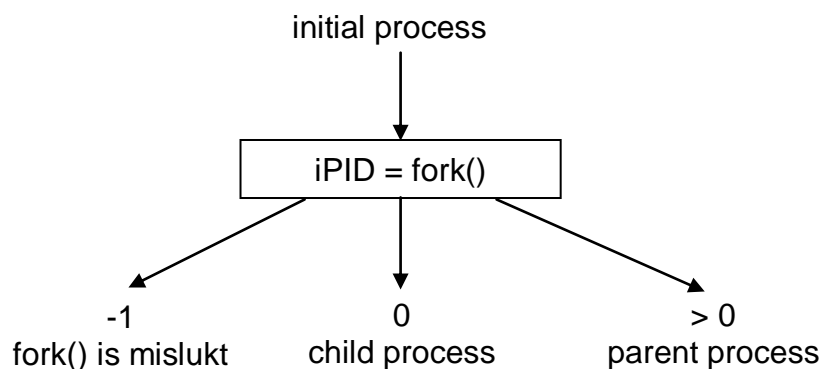 initial process
iPID = fork()
-1
fork() is mislukt
0
child process
> 0
parent process